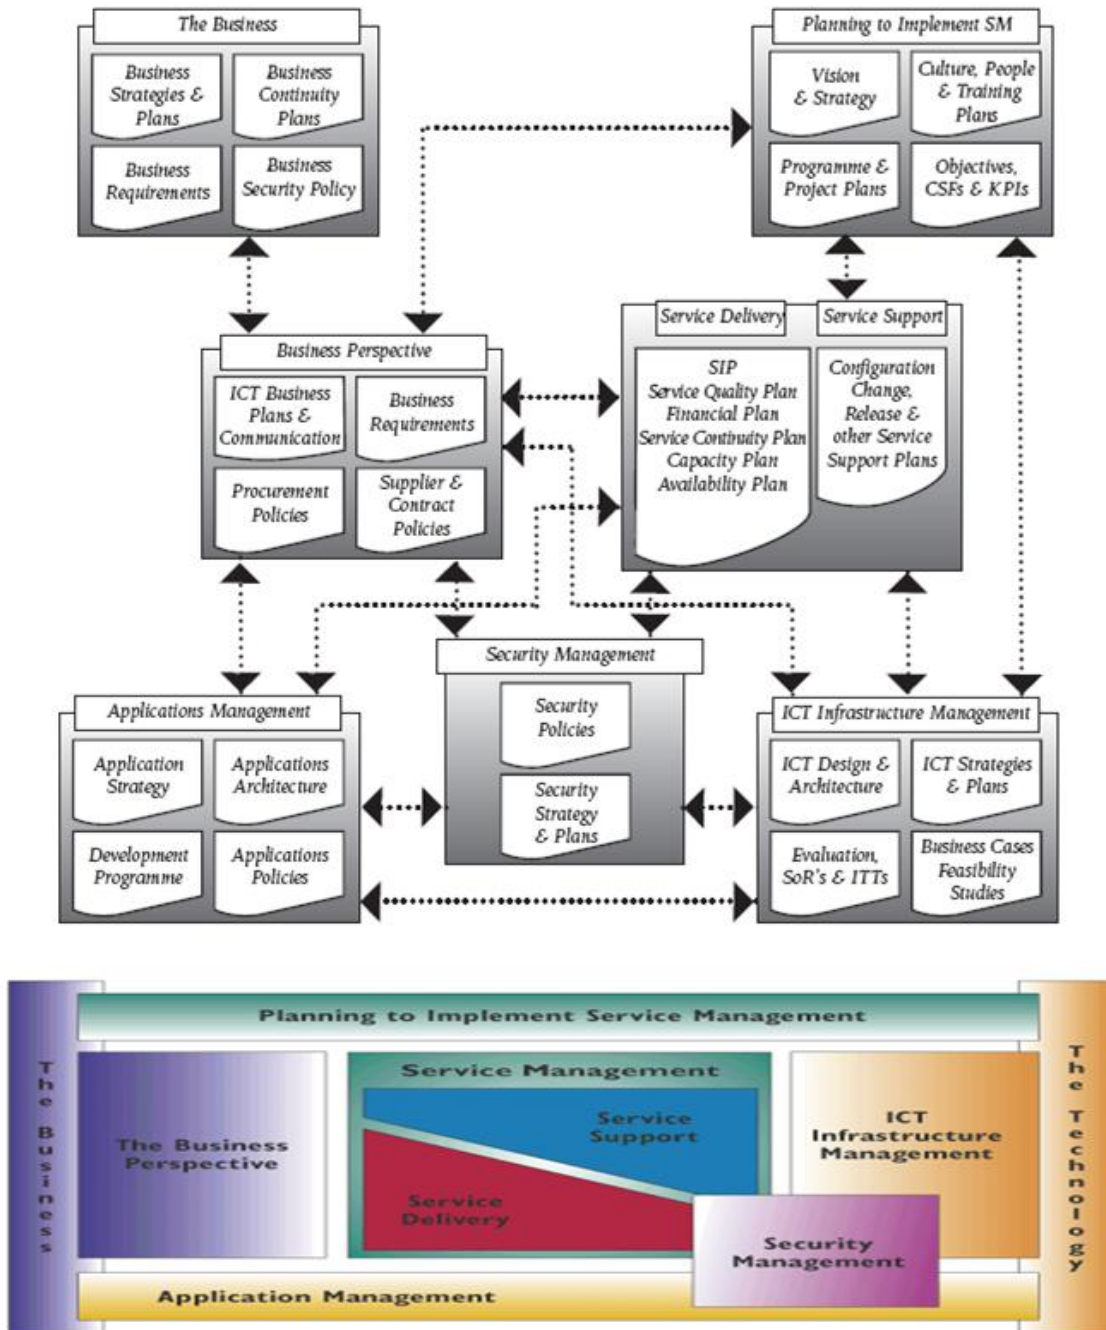 The Business
Business
Strategies &
Plans
Business
Continuity
Plans
Business
Requirements
Business
Security Policy
Planning to Implement SM
Vision
& Strategy
Culture, People
& Training
Plans
Programme &
Project Plans
Objectives,
CSFs & KPIs
Business Perspective
ICT Business
Plans &
Communication
Business
Requirements
Procurement
Policies
Supplier &
Contract
Policies
Service Delivery
SIP
Service Quality Plan
Financial Plan
Service Continuity Plan
Capacity Plan
Availability Plan
Service Support
Configuration
Change,
Release &
other Service
Support Plans
Applications Management
Application
Strategy
Applications
Architecture
Development
Programme
Applications
Policies
Security Management
Security
Policies
Security
Strategy
& Plans
ICT Infrastructure Management
ICT Design &
Architecture
ICT Strategies
& Plans
Evaluation,
SoR's & ITTs
Business Cases
Feasibility
Studies
The Business
Planning to Implement Service Management
The Business
Perspective
Service Management
Service
Support
Service
Delivery
ICT
Infrastructure
Management
Security
Management
Application Management
The Technology